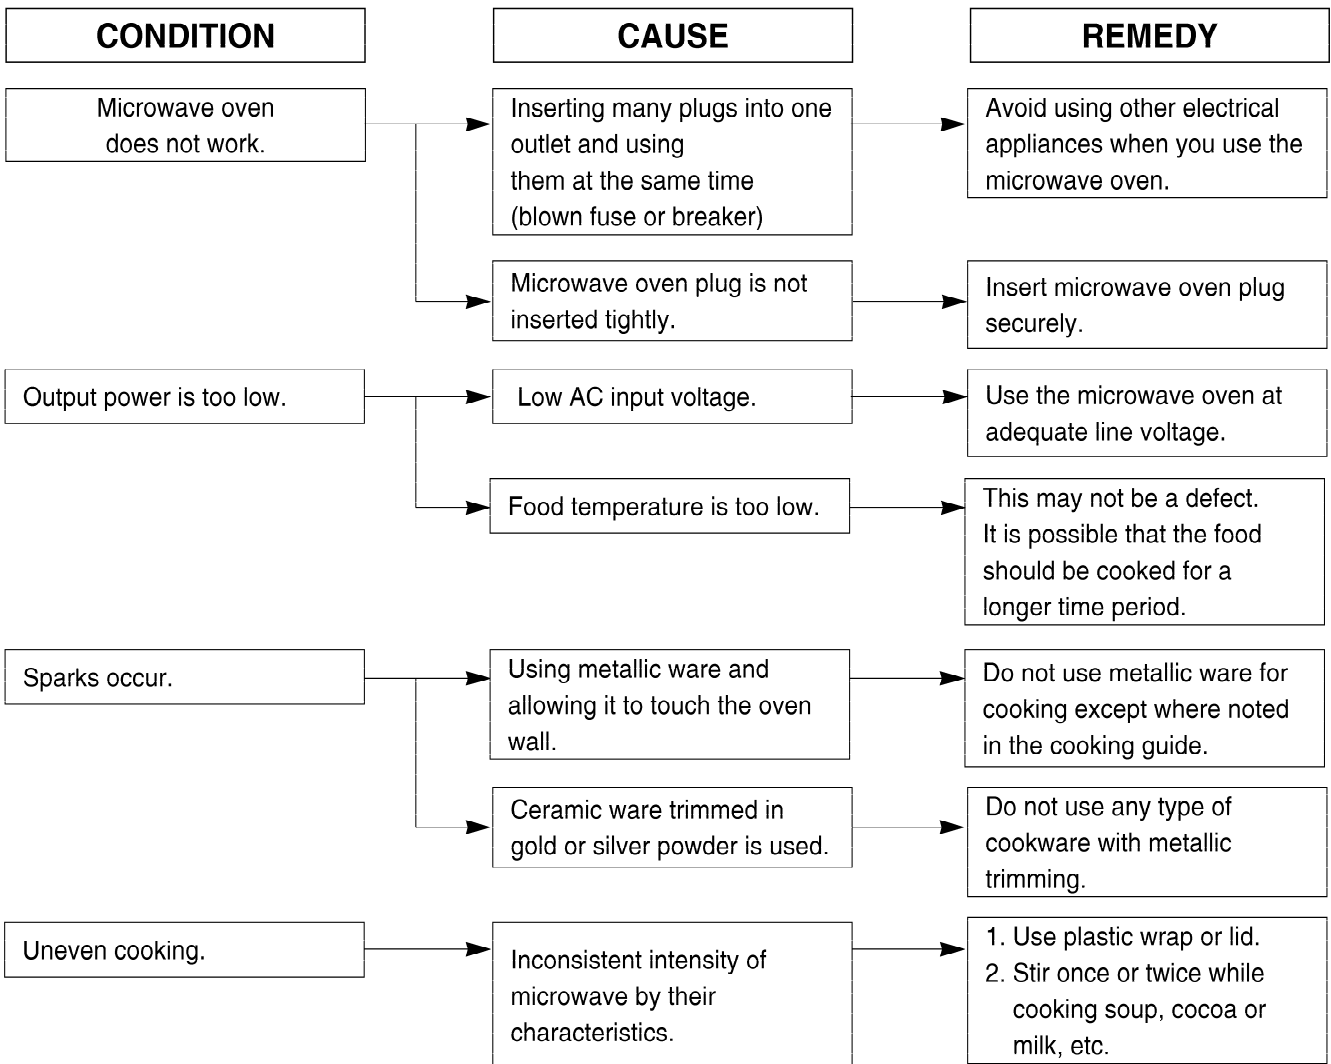 CONDITION
CAUSE
REMEDY
Microwave oven
does not work.
Inserting many plugs into one
outlet and using
them at the same time
(blown fuse or breaker)
Avoid using other electrical
appliances when you use the
microwave oven.
Microwave oven plug is not
inserted tightly.
Insert microwave oven plug
securely.
Output power is too low.
Low AC input voltage.
Use the microwave oven at
adequate line voltage.
Food temperature is too low.
This may not be a defect.
It is possible that the food
should be cooked for a
longer time period.
Sparks occur.
Using metallic ware and
allowing it to touch the oven
wall.
Do not use metallic ware for
cooking except where noted
in the cooking guide.
Ceramic ware trimmed in
gold or silver powder is used.
Do not use any type of
cookware with metallic
trimming.
Uneven cooking.
Inconsistent intensity of
microwave by their
characteristics.
1. Use plastic wrap or lid.
2. Stir once or twice while
cooking soup, cocoa or
milk, etc.